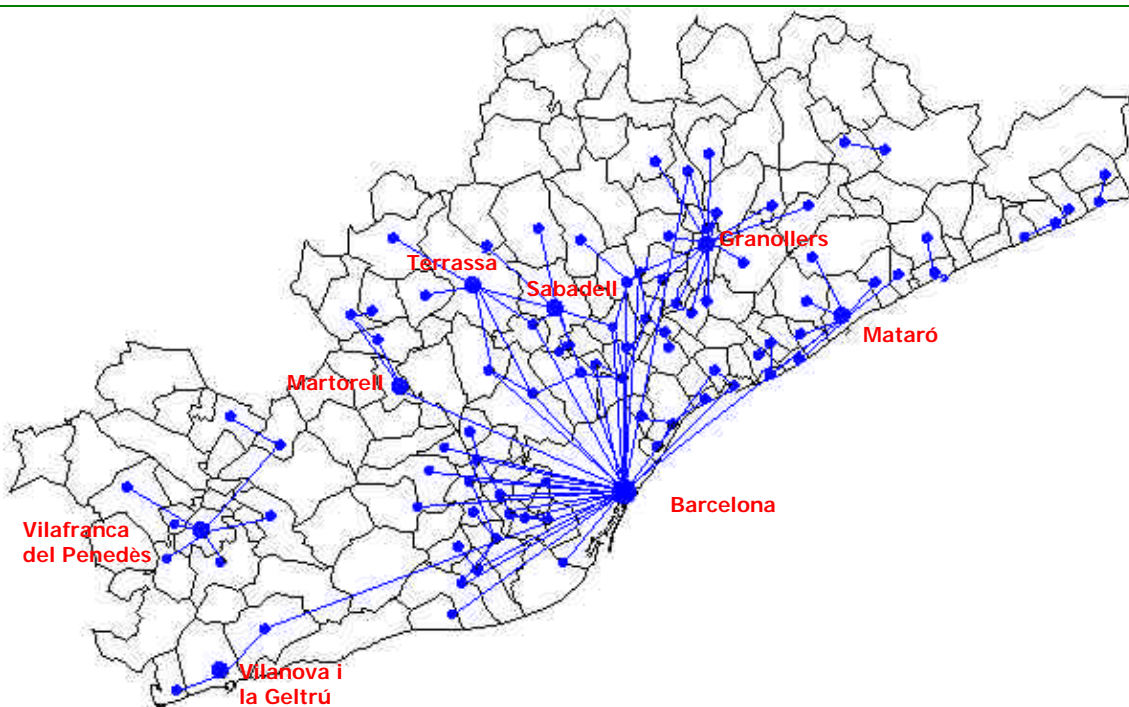 Granollers
Terrassa
Sabadell
Mataró
Martorell
Barcelona
Vilafranca
del Penedès
Vilanova i
la Geltrú